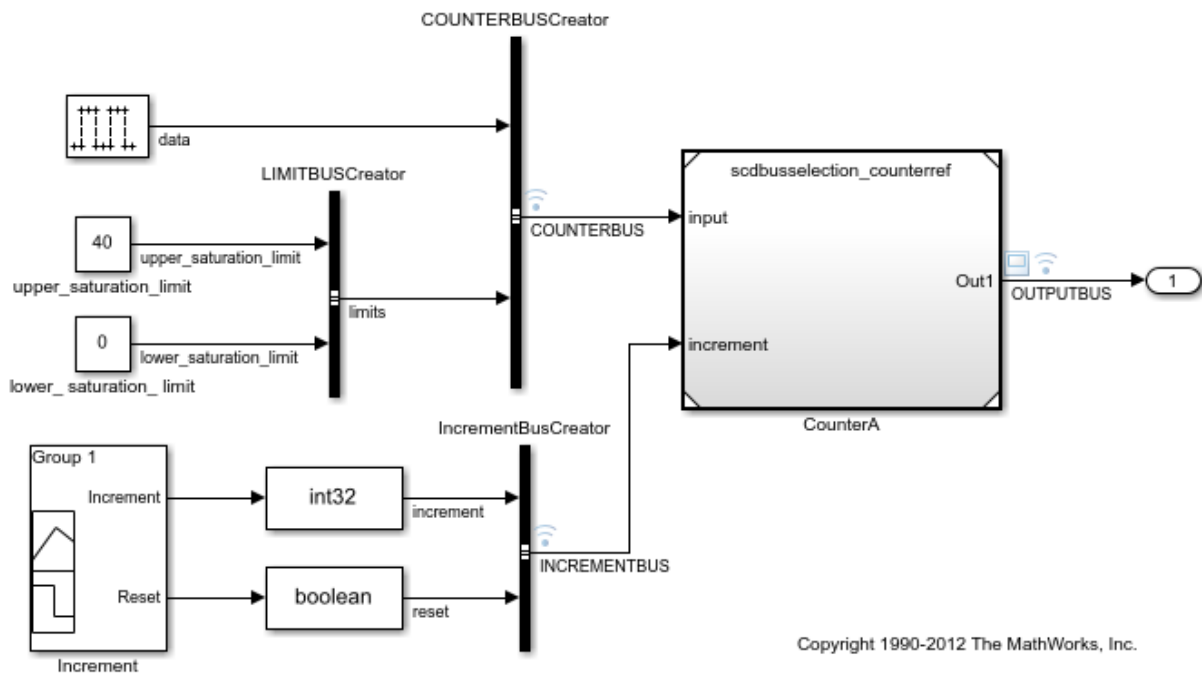 COUNTERBUSCreator
data
LIMITBUSCreator
scdbusselection_counterref
40
upper_saturation_limit
upper_saturation_limit
COUNTERBUS
input
Out1
OUTPUTBUS
1
limits
0
lower_saturation_limit
lower_ saturation_ limit
increment
CounterA
IncrementBusCreator
Group 1
Increment
int32
increment
INCREMENTBUS
Reset
boolean
reset
Increment
Copyright 1990-2012 The MathWorks, Inc.